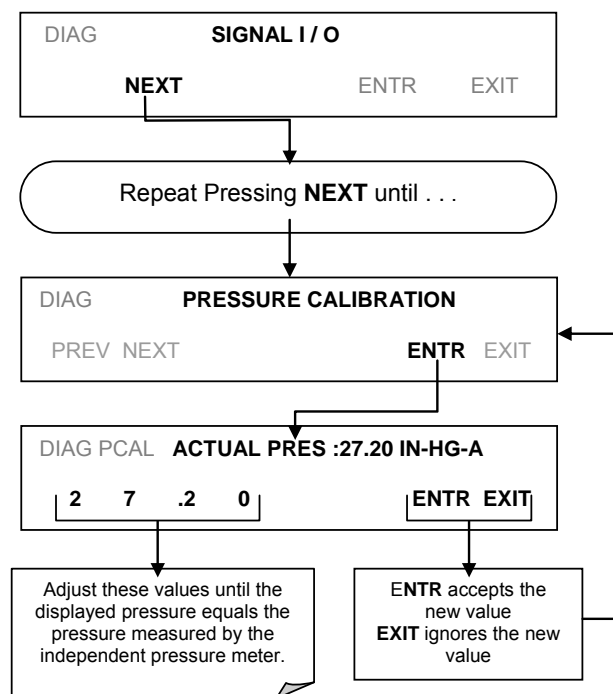 DIAG SIGNAL I / O
NEXT ENTR EXIT
Repeat Pressing NEXT until . . .
DIAG PRESSURE CALIBRATION
PREV NEXT ENTR EXIT
DIAG PCAL ACTUAL PRES :27.20 IN-HG-A
2 7 .2 0 ENTR EXIT
Adjust these values until the
displayed pressure equals the
pressure measured by the
independent pressure meter.
ENTR accepts the
new value
EXIT ignores the new
value